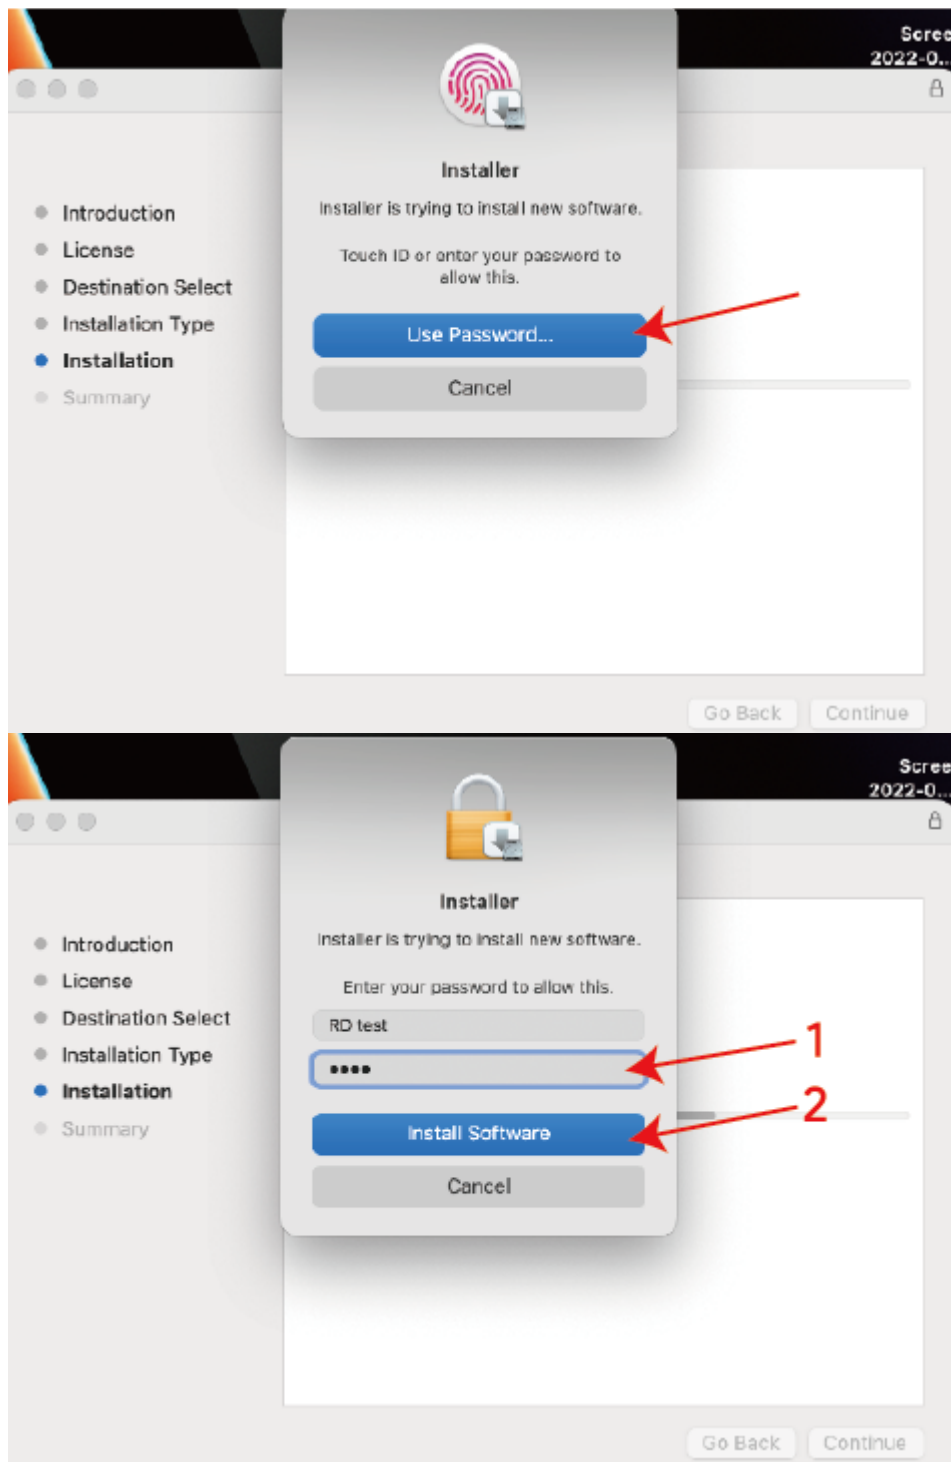 Scree
2022-0...
Installer
Installer is trying to install new software.
Touch ID or enter your password to
allow this.
Introduction
License
Destination Select
Installation Type
Installation
Summary
Use Password...
Cancel
Go Back
Continue
Scree
2022-0...
Installer
Installer is trying to install new software.
Enter your password to allow this.
Introduction
License
Destination Select
Installation Type
Installation
Summary
RD test
••••
1
Install Software
2
Cancel
Go Back
Continue